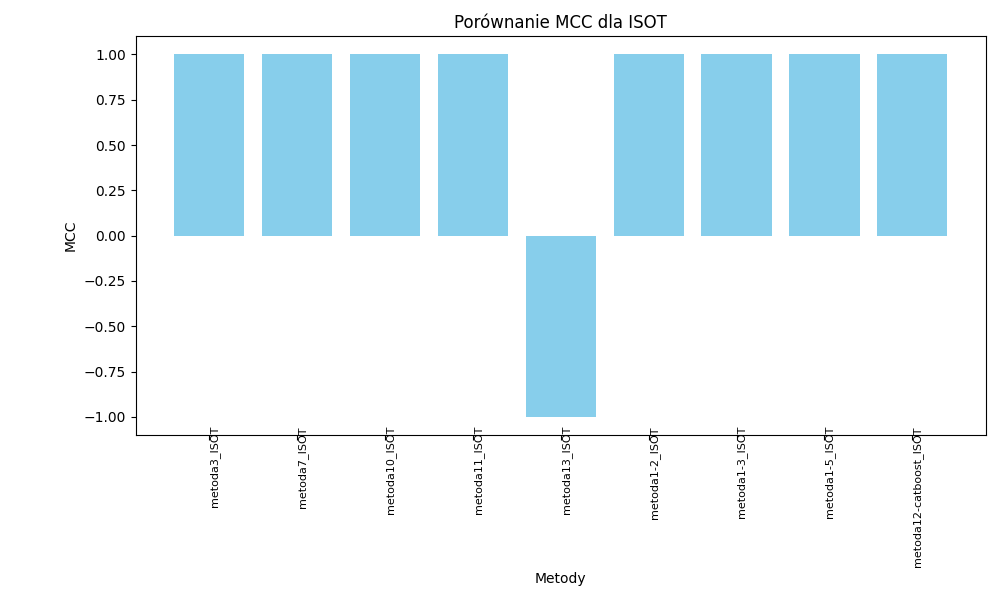 Porównanie MCC dla ISOT
1.00
0.75
0.50
0.25
0.00
−0.25
−0.50
−0.75
−1.00
MCC
metoda3_ISOT
metoda7_ISOT
metoda10_ISOT
metoda11_ISOT
metoda13_ISOT
metoda1-2_ISOT
metoda1-3_ISOT
metoda1-5_ISOT
metoda12-catboost_ISOT
Metody